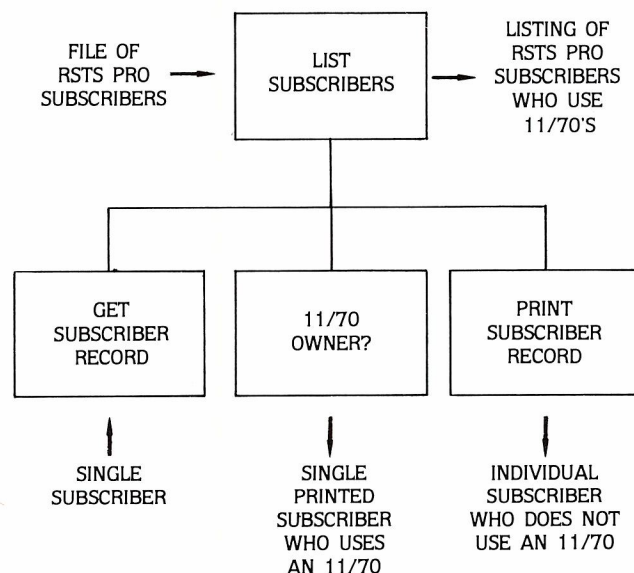 FILE OF
RSTS PRO
SUBSCRIBERS
LIST
SUBSCRIBERS
LISTING OF
RSTS PRO
SUBSCRIBERS
WHO USE
11/70'S
GET
SUBSCRIBER
RECORD
11/70
OWNER?
PRINT
SUBSCRIBER
RECORD
SINGLE
SUBSCRIBER
SINGLE
PRINTED
SUBSCRIBER
WHO USES
AN 11/70
INDIVIDUAL
SUBSCRIBER
WHO DOES NOT
USE AN 11/70